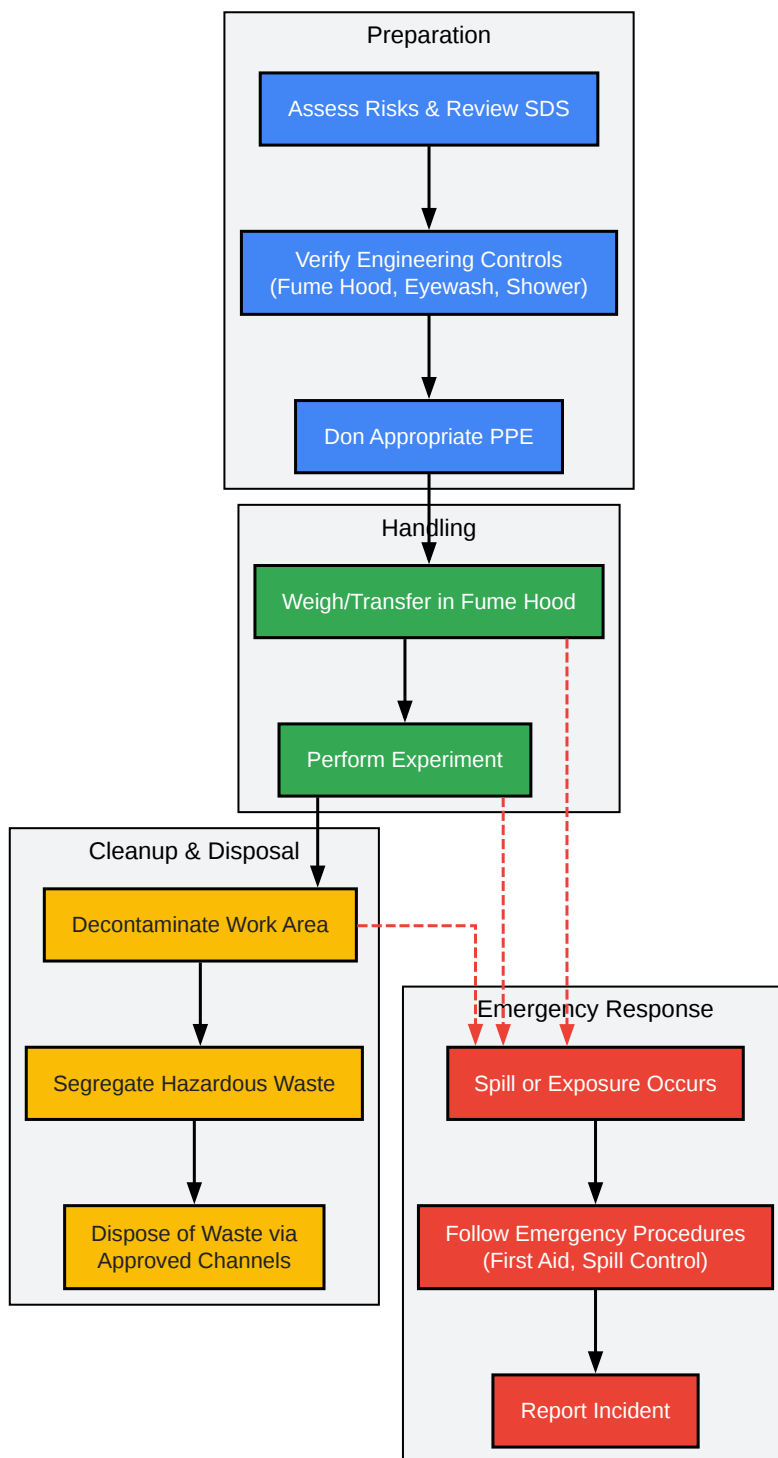 Preparation
Assess Risks & Review SDS
Verify Engineering Controls
(Fume Hood, Eyewash, Shower)
Don Appropriate PPE
Handling
Weigh/Transfer in Fume Hood
Perform Experiment
Cleanup & Disposal
Decontaminate Work Area
Segregate Hazardous Waste
Dispose of Waste via
Approved Channels
Emergency Response
Spill or Exposure Occurs
Follow Emergency Procedures
(First Aid, Spill Control)
Report Incident